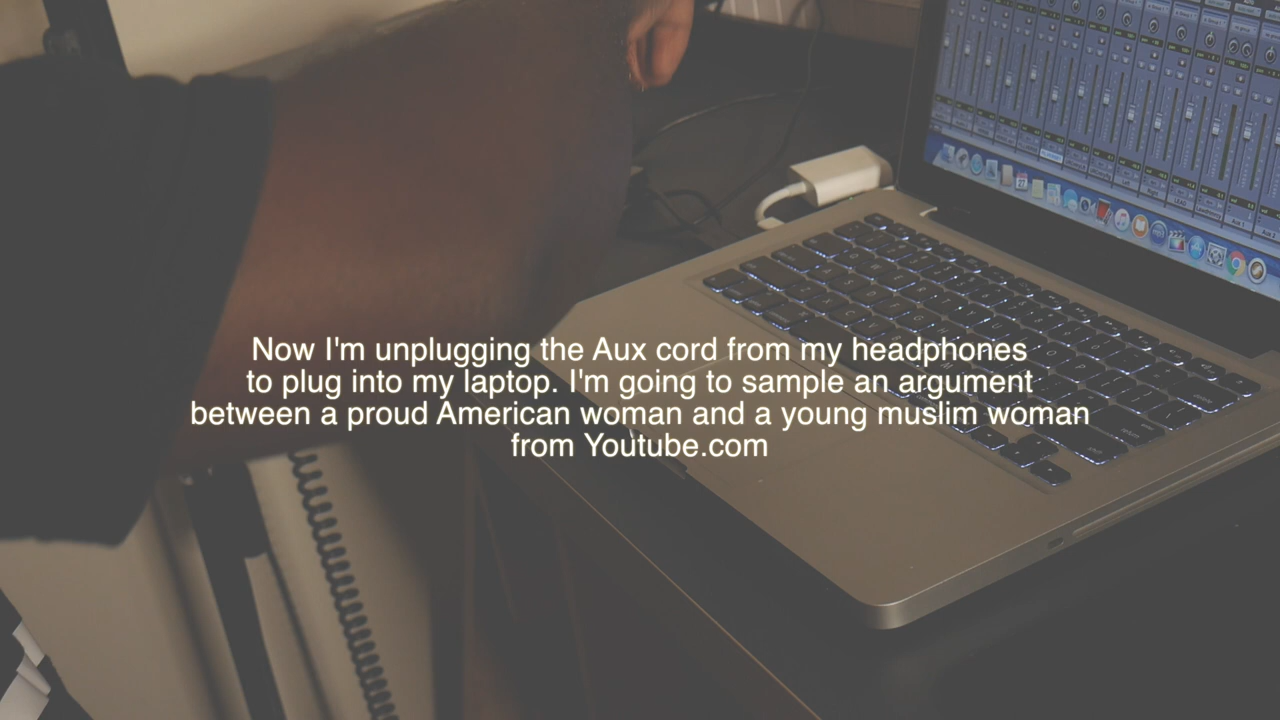 Now I'm unplugging the Aux cord from my headphones
to plug into my laptop. I'm going to sample an argument
between a proud American woman and a young muslim woman
from Youtube.com